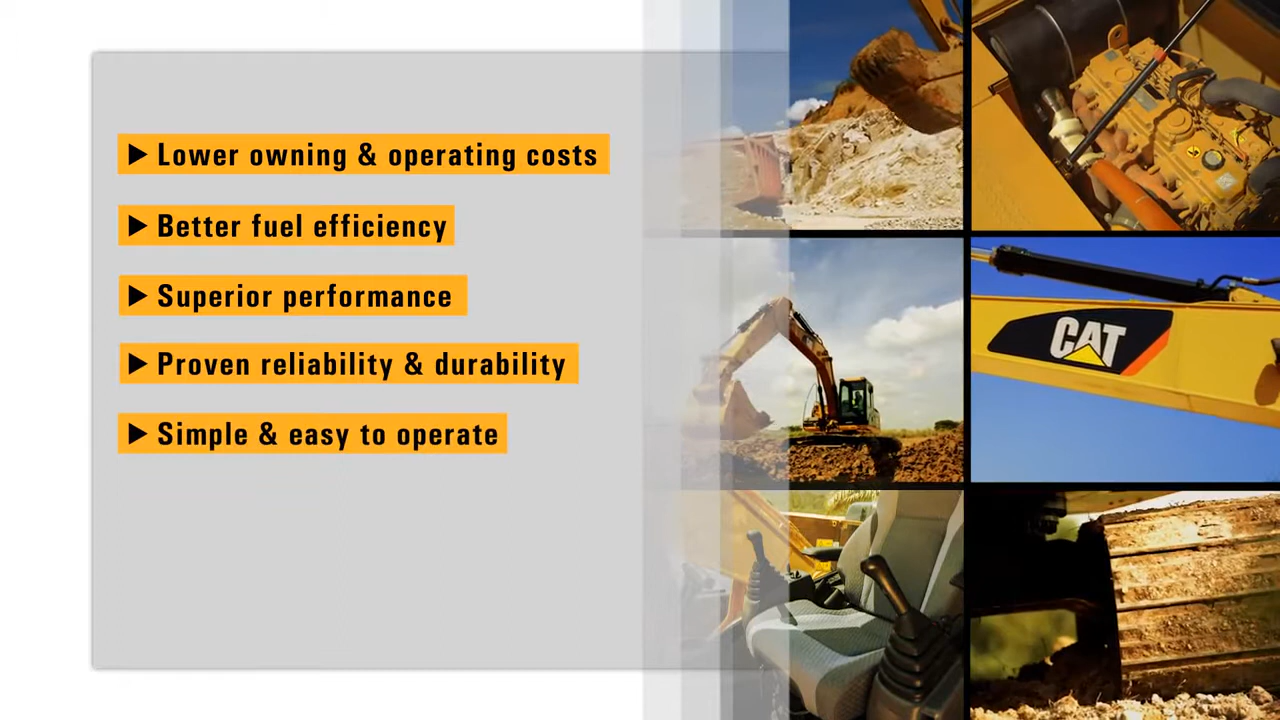 Lower owning & operating costs
Better fuel efficiency
Superior performance
Proven reliability & durability
Simple & easy to operate
CAT